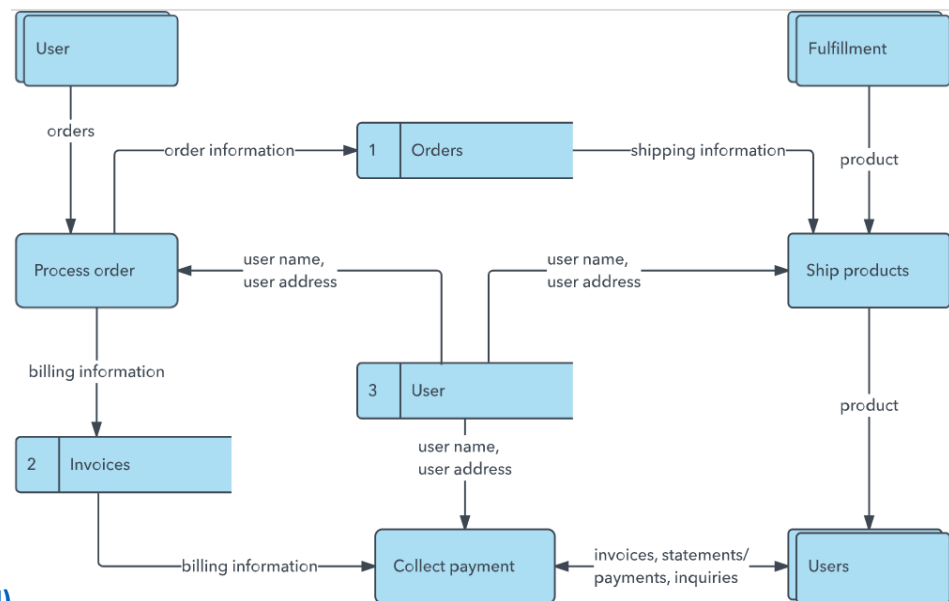 User
Fulfillment
orders
order information
1 Orders
shipping information
product
Process order
user name,
user address
user name,
user address
Ship products
billing information
3 User
product
2 Invoices
user name,
user address
billing information
Collect payment
invoices, statements/
payments, inquiries
Users